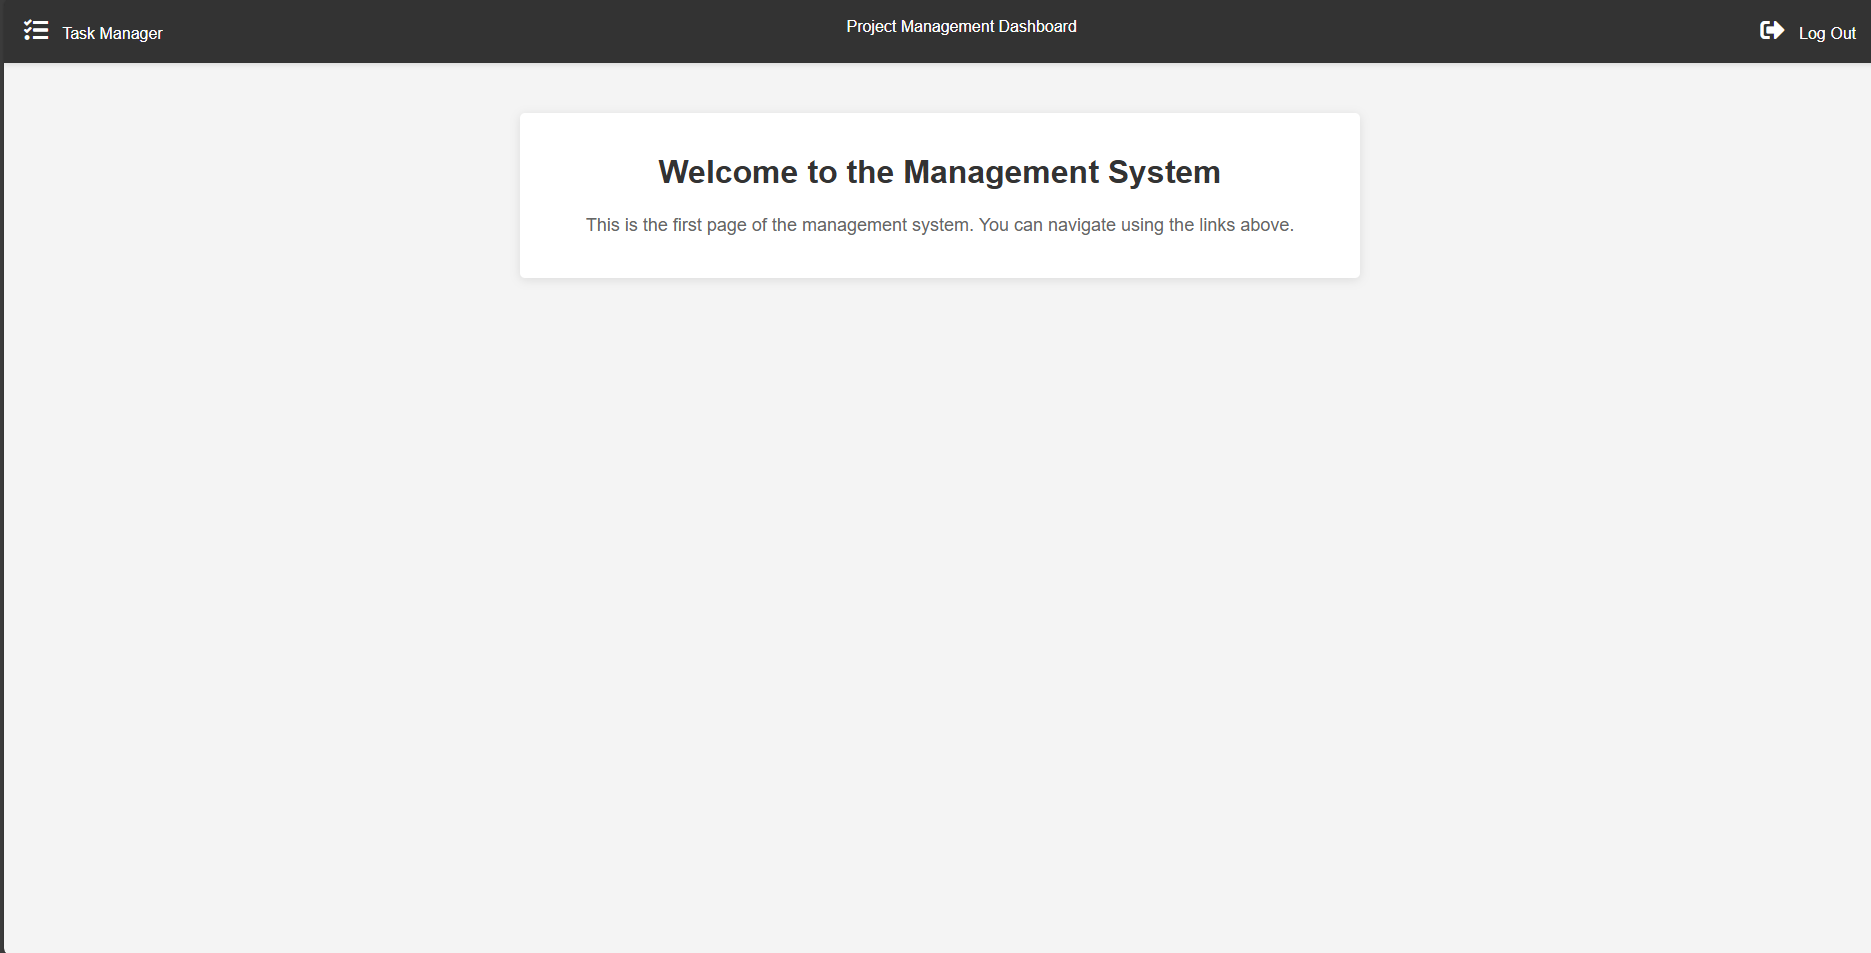 Task Manager
Project Management Dashboard
Log Out
Welcome to the Management System
This is the first page of the management system. You can navigate using the links above.